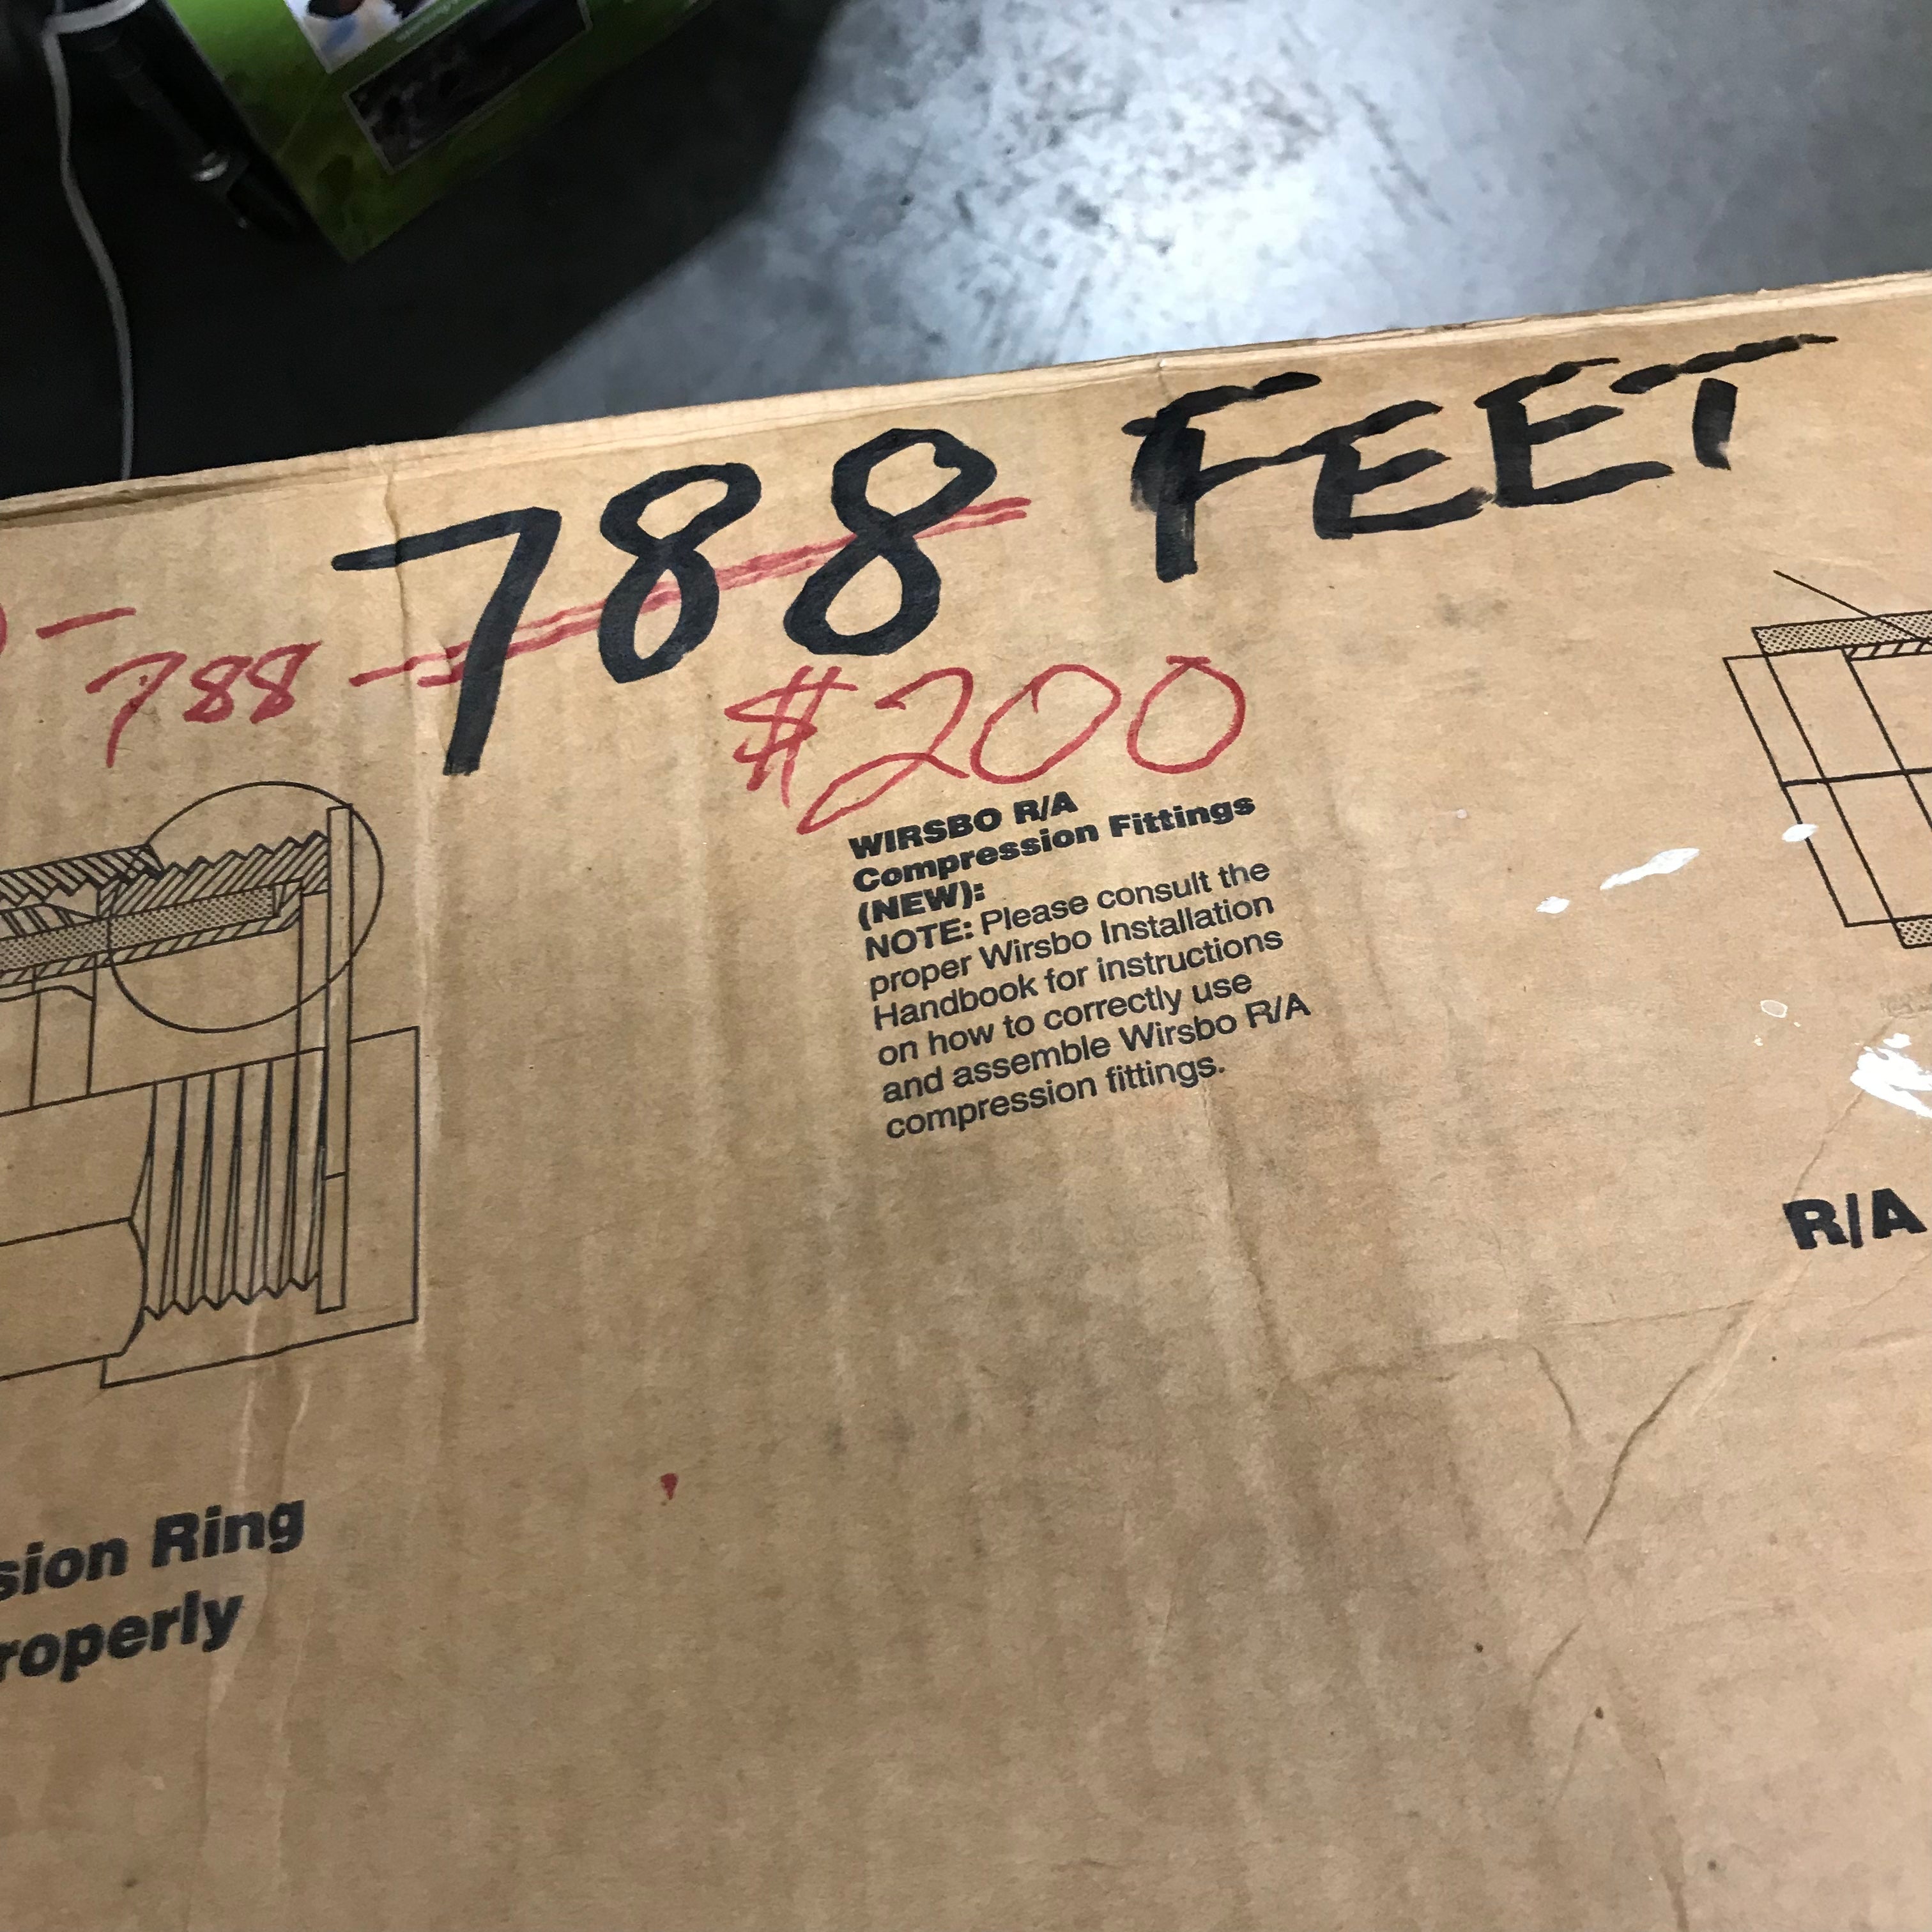 788 FEET
788
$200
WIRSBO R/A
Compression Fittings
(NEW):
NOTE: Please consult the
proper Wirsbo Installation
Handbook for instructions
on how to correctly use
and assemble Wirsbo R/A
compression fittings.
R/A
sion Ring
roperly